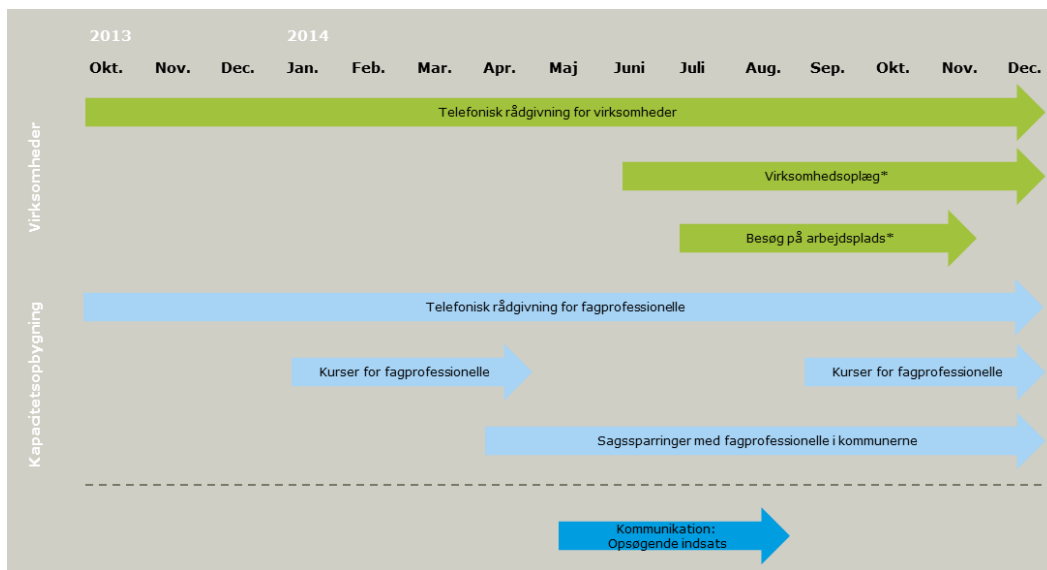 2013 2014
Okt. Nov. Dec. Jan. Feb. Mar. Apr. Maj Juni Juli Aug. Sep. Okt. Nov. Dec.
Virksomheder
Telefonisk rådgivning for virksomheder
Virksomhedsoplæg*
Besøg på arbejdsplads*
Kapacitetsopbygning
Telefonisk rådgivning for fagprofessionelle
Kurser for fagprofessionelle Kurser for fagprofessionelle
Sagssparringer med fagprofessionelle i kommunerne
Kommunikation:
Opsøgende indsats